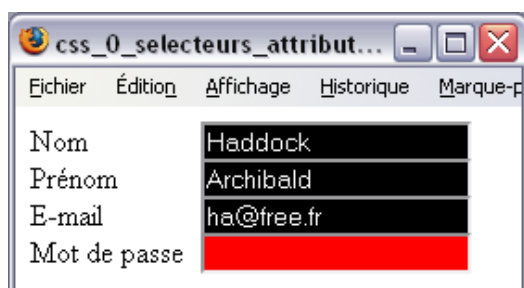 css_0_selecteurs_attribut...
Fichier Édition Affichage Historique Marque-p
Nom Haddock
Prénom Archibald
E-mail ha@free.fr
Mot de passe